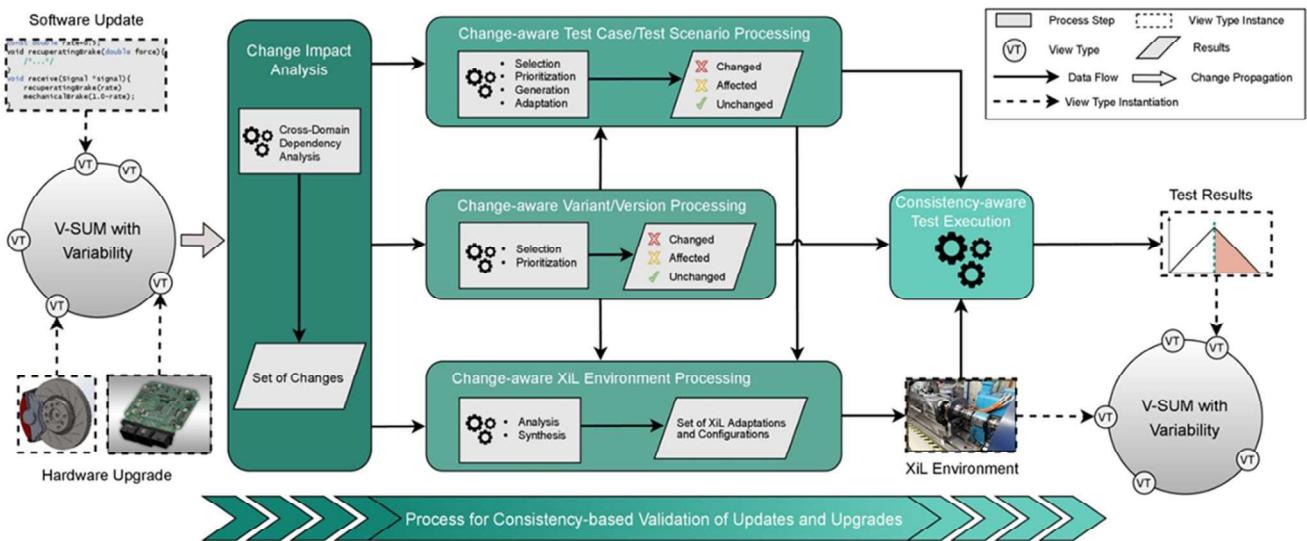 Software Update
const double rate=0.5;
void recuperatingBrake(double force){
/*...*/
}
void receive(Signal *signal){
recuperatingBrake(rate)
mechanicalBrake(1.0-rate);
}
VT
VT
VT
V-SUM with
Variability
VT
VT
Hardware Upgrade
Change Impact
Analysis
Cross-Domain
Dependency
Analysis
Set of Changes
Change-aware Test Case/Test Scenario Processing
• Selection
• Prioritization
• Generation
• Adaptation
Changed
Affected
Unchanged
Change-aware Variant/Version Processing
• Selection
• Prioritization
Changed
Affected
Unchanged
Change-aware XiL Environment Processing
• Analysis
• Synthesis
Set of XiL Adaptations
and Configurations
Process Step
View Type Instance
VT
View Type
Results
Data Flow
Change Propagation
View Type Instantiation
Consistency-aware
Test Execution
Test Results
XiL Environment
VT
VT
VT
V-SUM with
Variability
VT
VT
Process for Consistency-based Validation of Updates and Upgrades